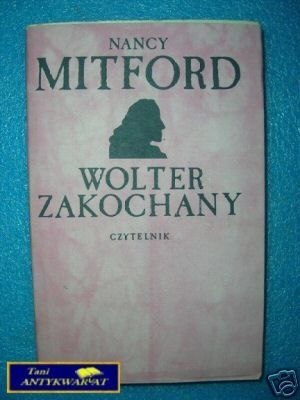 NANCY
MITFORD
WOLTER
ZAKOCHANY
CZYTELNIK
Tani
ANTYKWARIAT